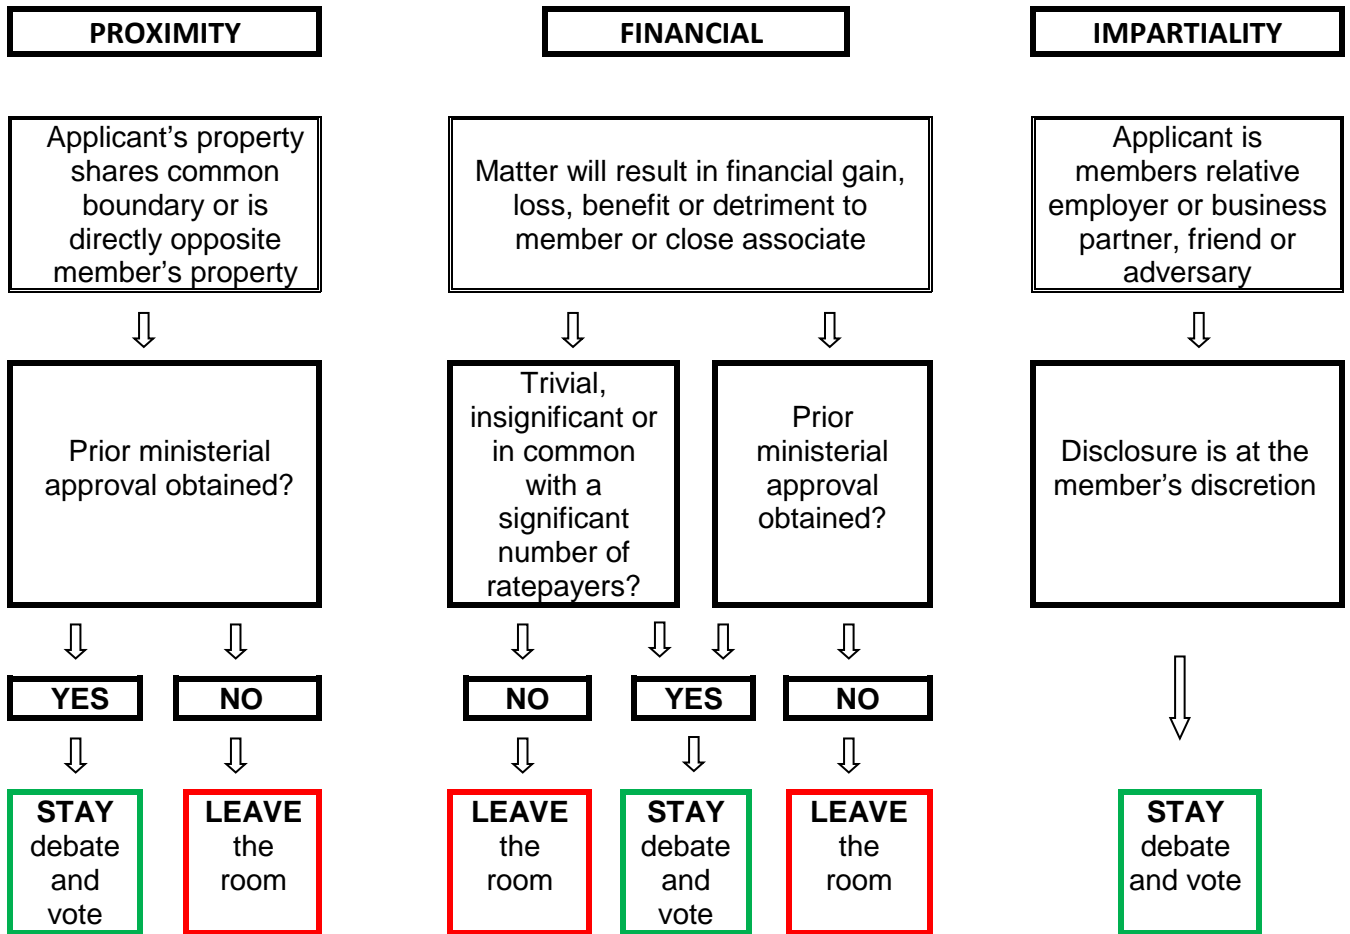 PROXIMITY
FINANCIAL
IMPARTIALITY
Applicant’s property
shares common
boundary or is
directly opposite
member’s property
Matter will result in financial gain,
loss, benefit or detriment to
member or close associate
Applicant is
members relative
employer or business
partner, friend or
adversary
Prior ministerial
approval obtained?
Trivial,
insignificant or
in common
with a
significant
number of
ratepayers?
Prior
ministerial
approval
obtained?
Disclosure is at the
member’s discretion
YES
NO
NO
YES
NO
STAY
debate
and
vote
LEAVE
the
room
LEAVE
the
room
STAY
debate
and
vote
LEAVE
the
room
STAY
debate
and vote